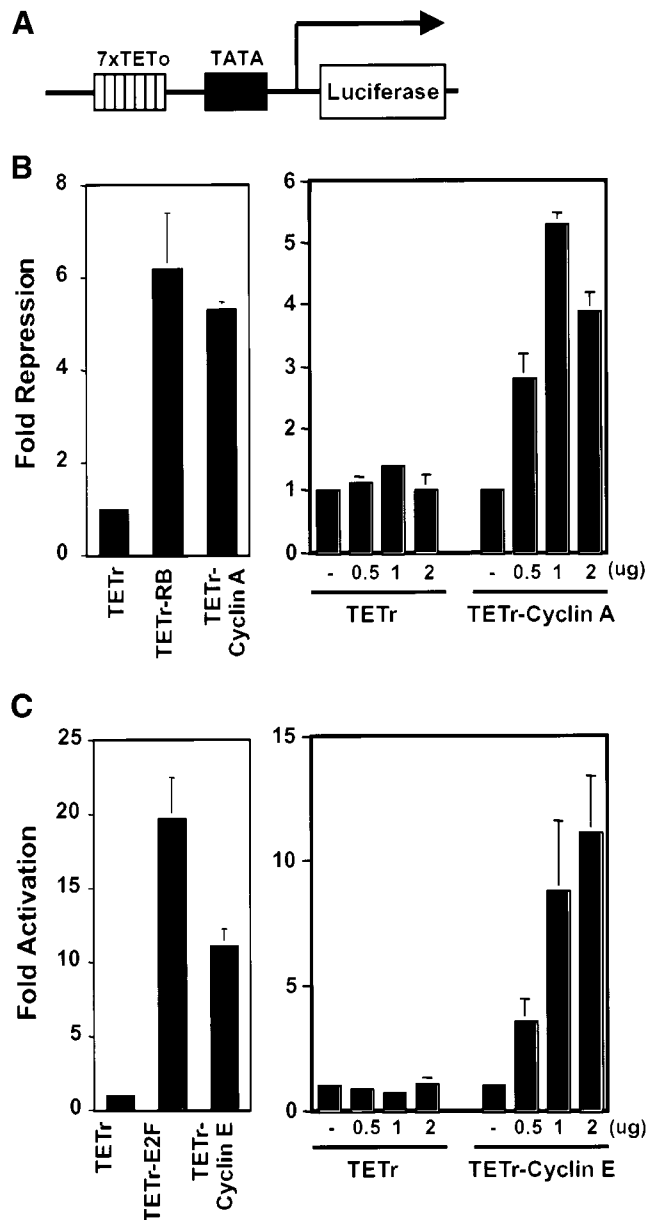 A
7xTETo
TATA
Luciferase
B
Fold Repression
8
6
4
2
0
TETr
TETr-RB
TETr-
Cyclin A
6
5
4
3
2
1
0
- 0.5 1 2 - 0.5 1 2 (ug)
TETr TETr-Cyclin A
C
Fold Activation
25
20
15
10
5
0
TETr
TETr-E2F
TETr-
Cyclin E
15
10
5
0
- 0.5 1 2 - 0.5 1 2 (ug)
TETr TETr-Cyclin E